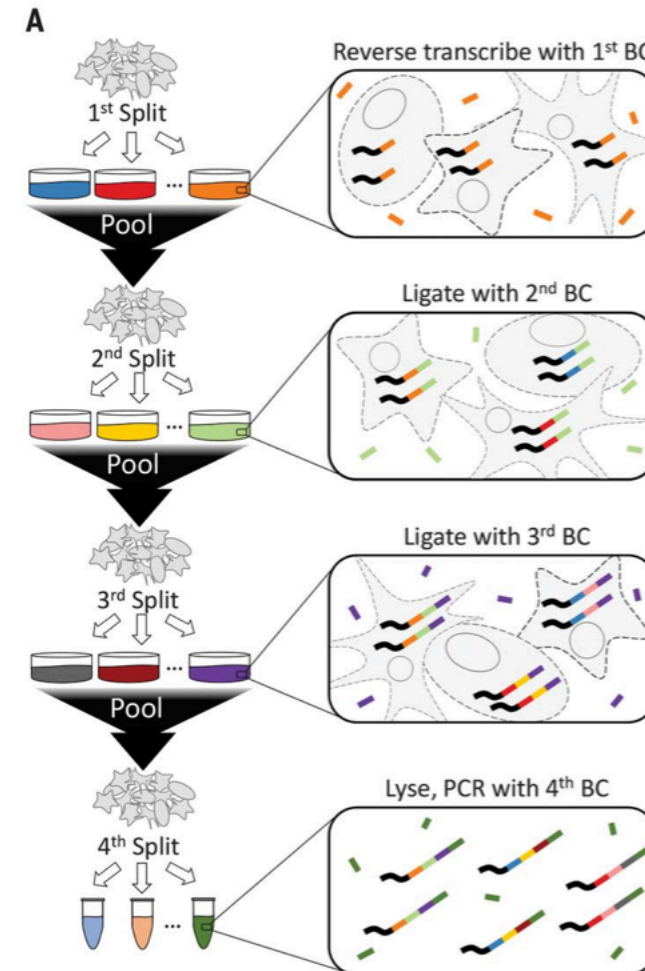 A
Reverse transcribe with 1st BC
1st Split
...
Pool
Ligate with 2nd BC
2nd Split
...
Pool
Ligate with 3rd BC
3rd Split
...
Pool
Lyse, PCR with 4th BC
4th Split
...